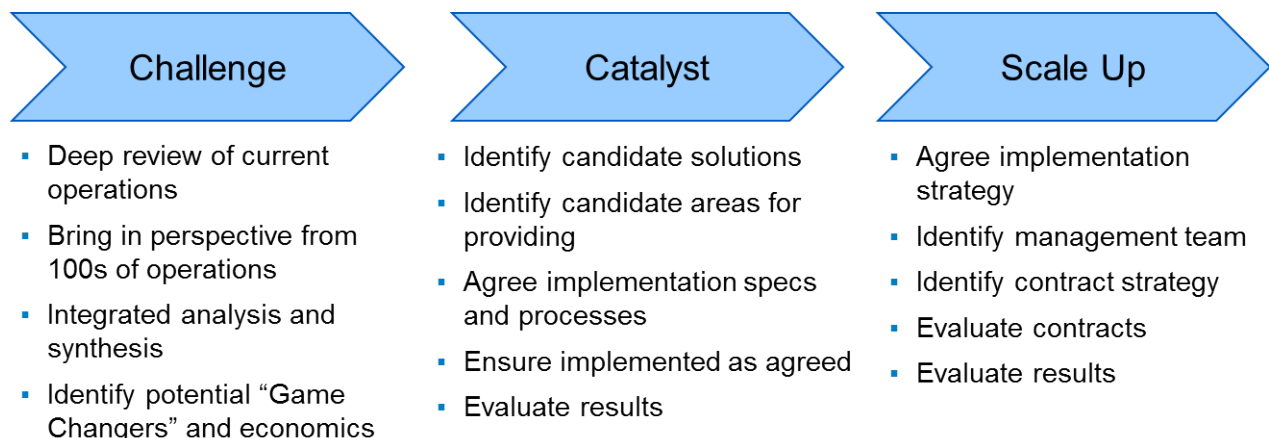 Challenge
▪ Deep review of current
operations
▪ Bring in perspective from
100s of operations
▪ Integrated analysis and
synthesis
▪ Identify potential “Game
Changers” and economics
Catalyst
▪ Identify candidate solutions
▪ Identify candidate areas for
providing
▪ Agree implementation specs
and processes
▪ Ensure implemented as agreed
▪ Evaluate results
Scale Up
▪ Agree implementation
strategy
▪ Identify management team
▪ Identify contract strategy
▪ Evaluate contracts
▪ Evaluate results